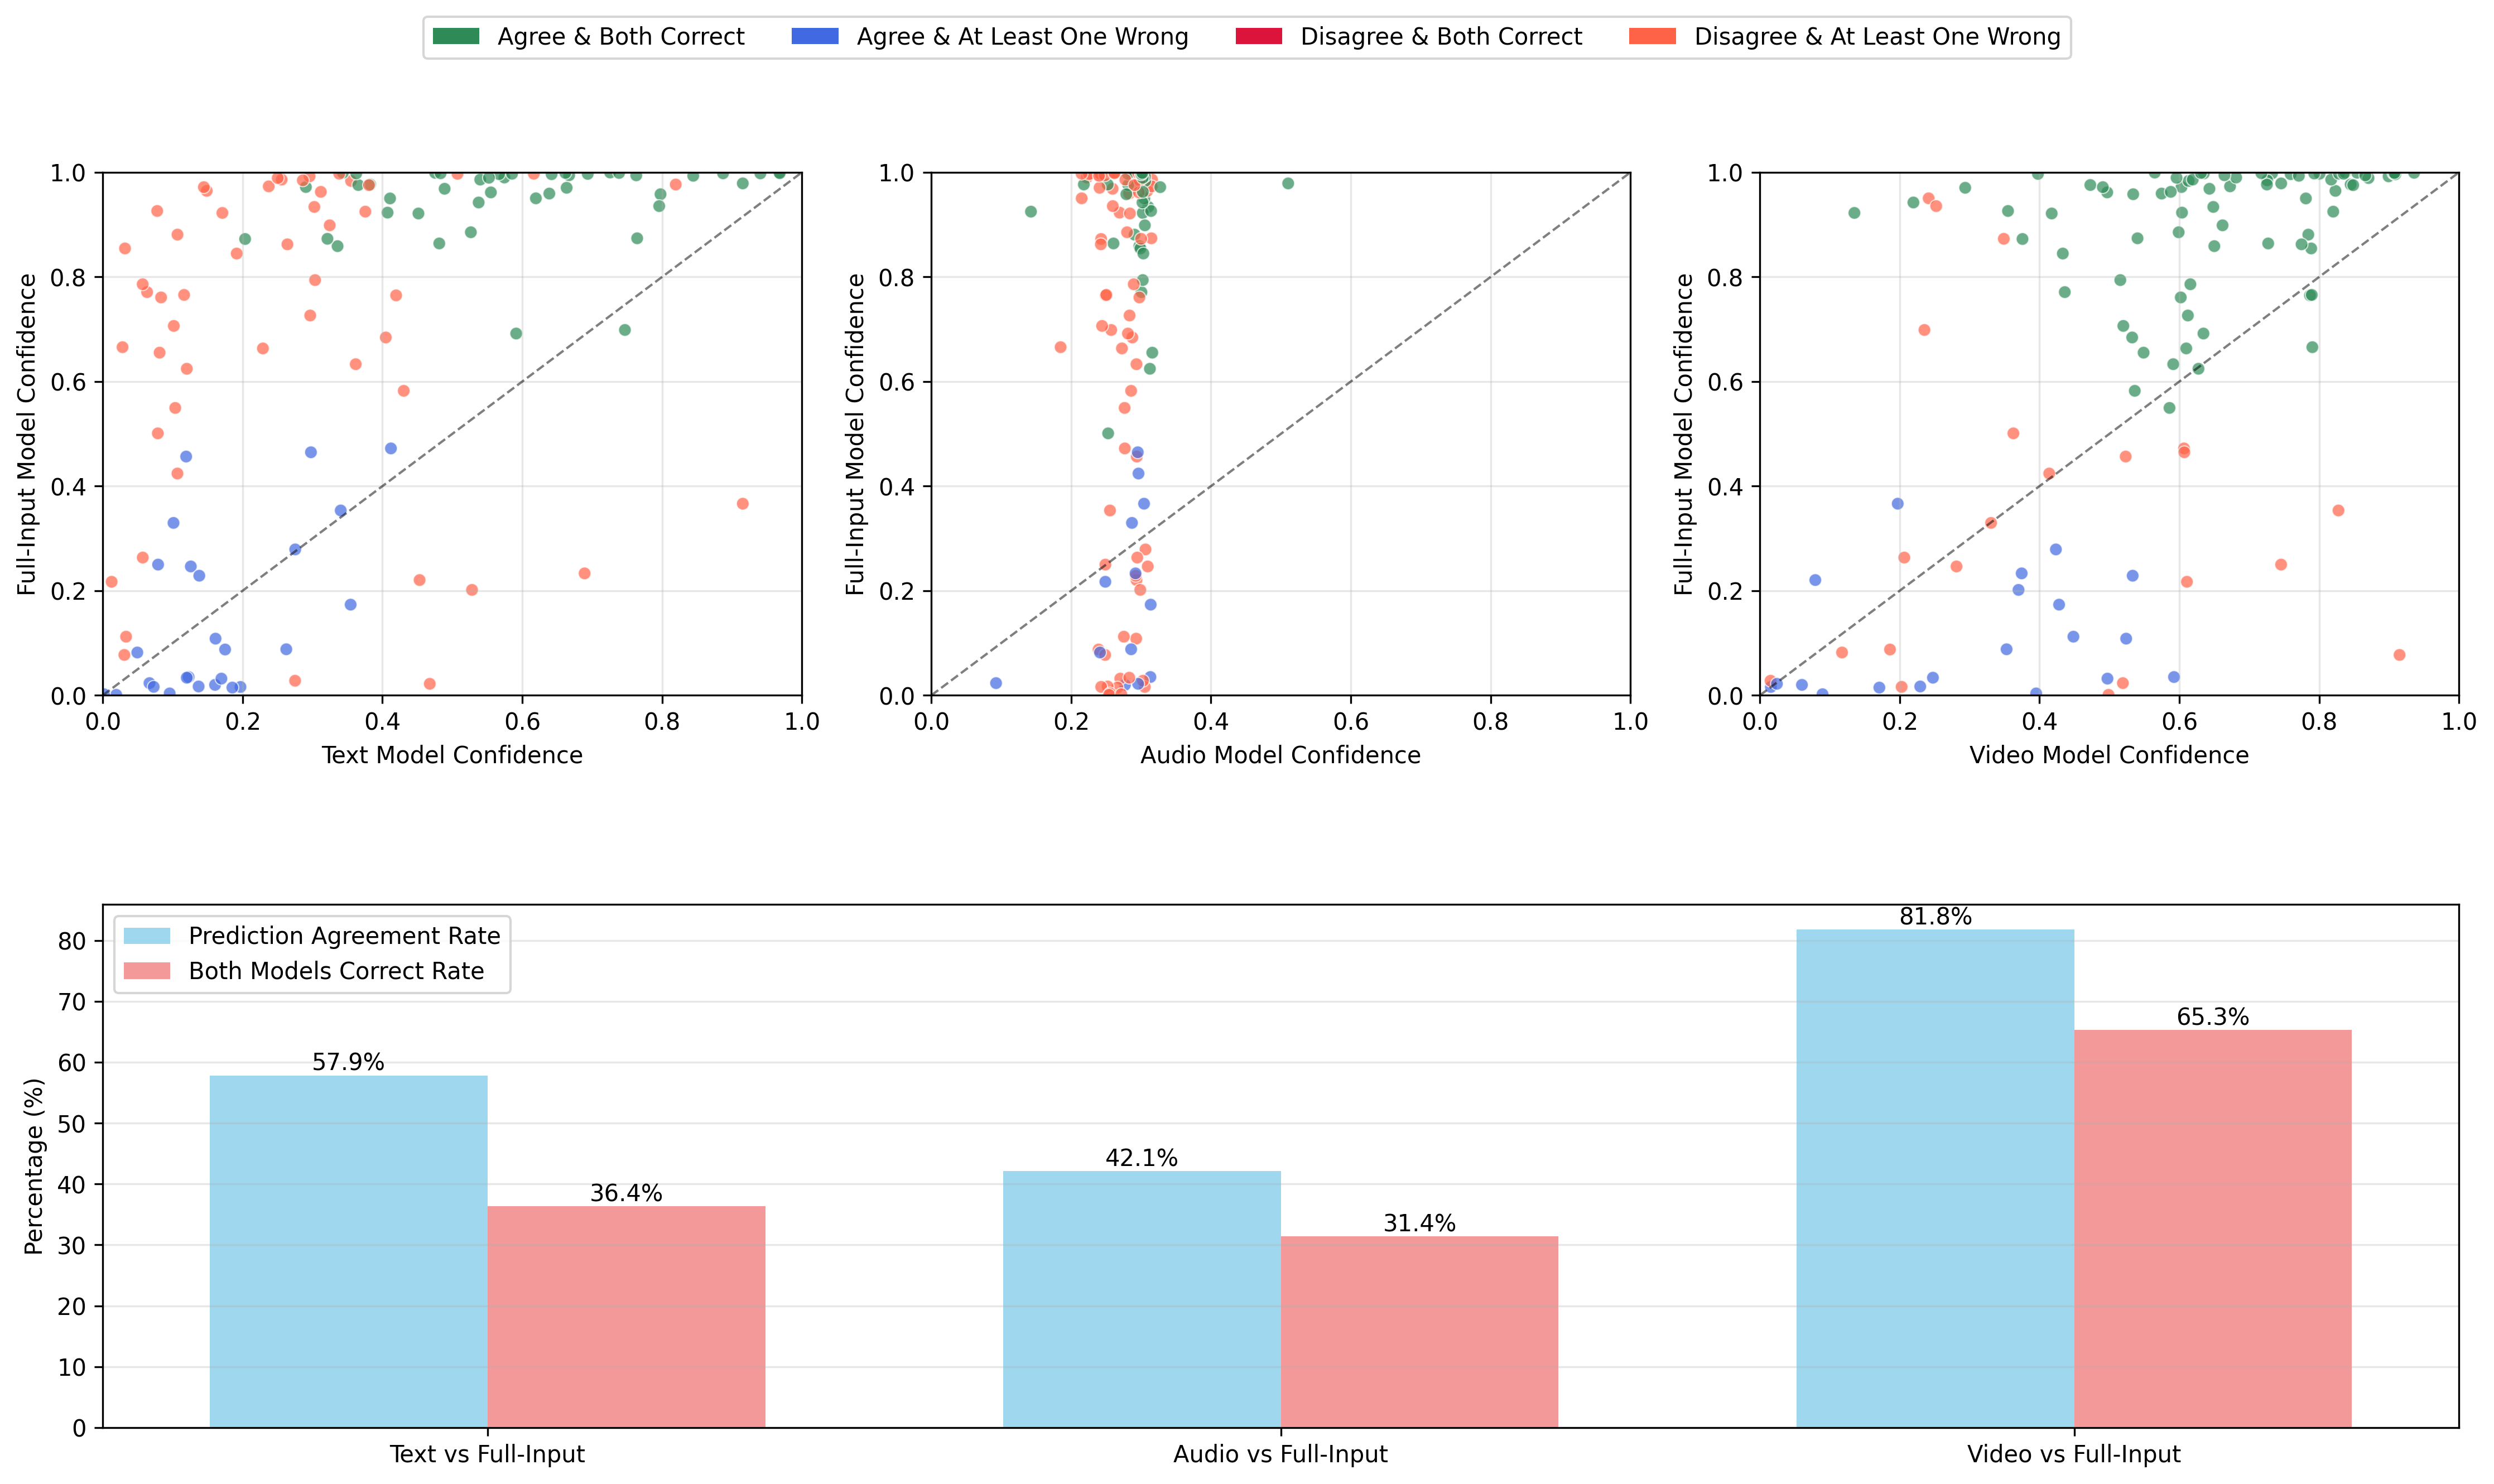 Agree & Both Correct
Agree & At Least One Wrong
Disagree & Both Correct
Disagree & At Least One Wrong
Full-Input Model Confidence
1.0
0.8
0.6
0.4
0.2
0.0
0.0 0.2 0.4 0.6 0.8 1.0
Text Model Confidence
Full-Input Model Confidence
1.0
0.8
0.6
0.4
0.2
0.0
0.0 0.2 0.4 0.6 0.8 1.0
Audio Model Confidence
Full-Input Model Confidence
1.0
0.8
0.6
0.4
0.2
0.0
0.0 0.2 0.4 0.6 0.8 1.0
Video Model Confidence
Percentage (%)
80
70
60
50
40
30
20
10
0
Prediction Agreement Rate
Both Models Correct Rate
57.9%
36.4%
42.1%
31.4%
81.8%
65.3%
Text vs Full-Input
Audio vs Full-Input
Video vs Full-Input